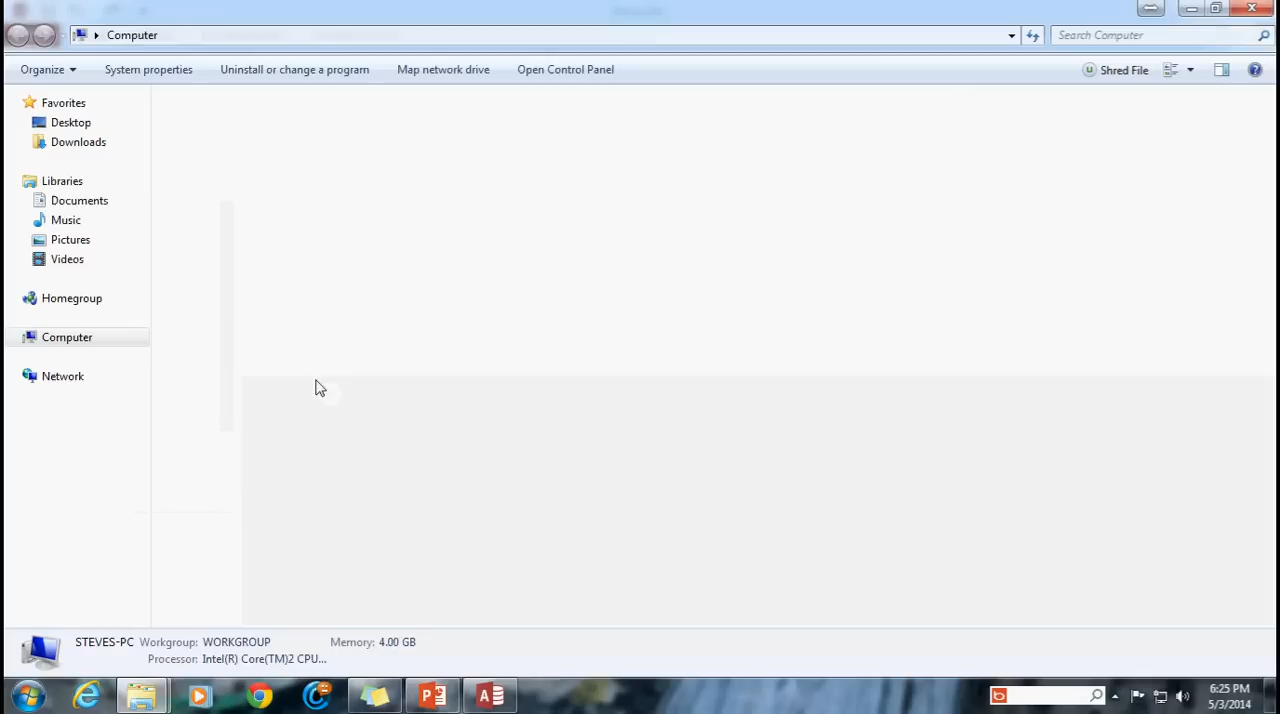 Computer
Search Computer
Organize
System properties
Uninstall or change a program
Map network drive
Open Control Panel
Shred File
Favorites
Desktop
Downloads
Libraries
Documents
Music
Pictures
Videos
Homegroup
Computer
Network
STEVES-PC Workgroup: WORKGROUP Memory: 4.00 GB
Processor: Intel(R) Core(TM)2 CPU...
6:25 PM
5/3/2014